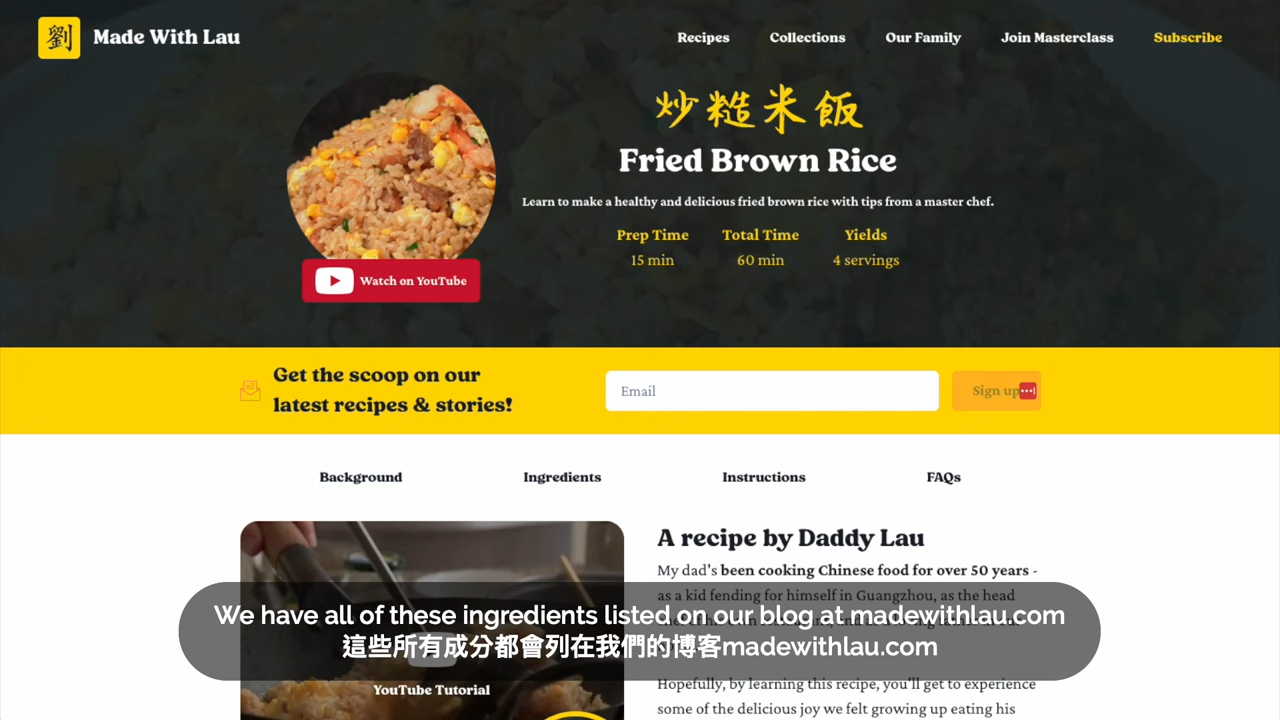 劉
Made With Lau
Recipes
Collections
Our Family
Join Masterclass
Subscribe
炒糙米飯
Fried Brown Rice
Learn to make a healthy and delicious fried brown rice with tips from a master chef.
Prep Time
Total Time
Yields
15 min
60 min
4 servings
Watch on YouTube
Get the scoop on our
latest recipes & stories!
Email
Sign up
Background
Ingredients
Instructions
FAQs
A recipe by Daddy Lau
My dad's been cooking Chinese food for over 50 years -
as a kid fending for himself in Guangzhou, as the head
We have all of these ingredients listed on our blog at madewithlau.com
這些所有成分都會列在我們的博客madewithlau.com
YouTube Tutorial
Hopefully, by learning this recipe, you'll get to experience
some of the delicious joy we felt growing up eating his